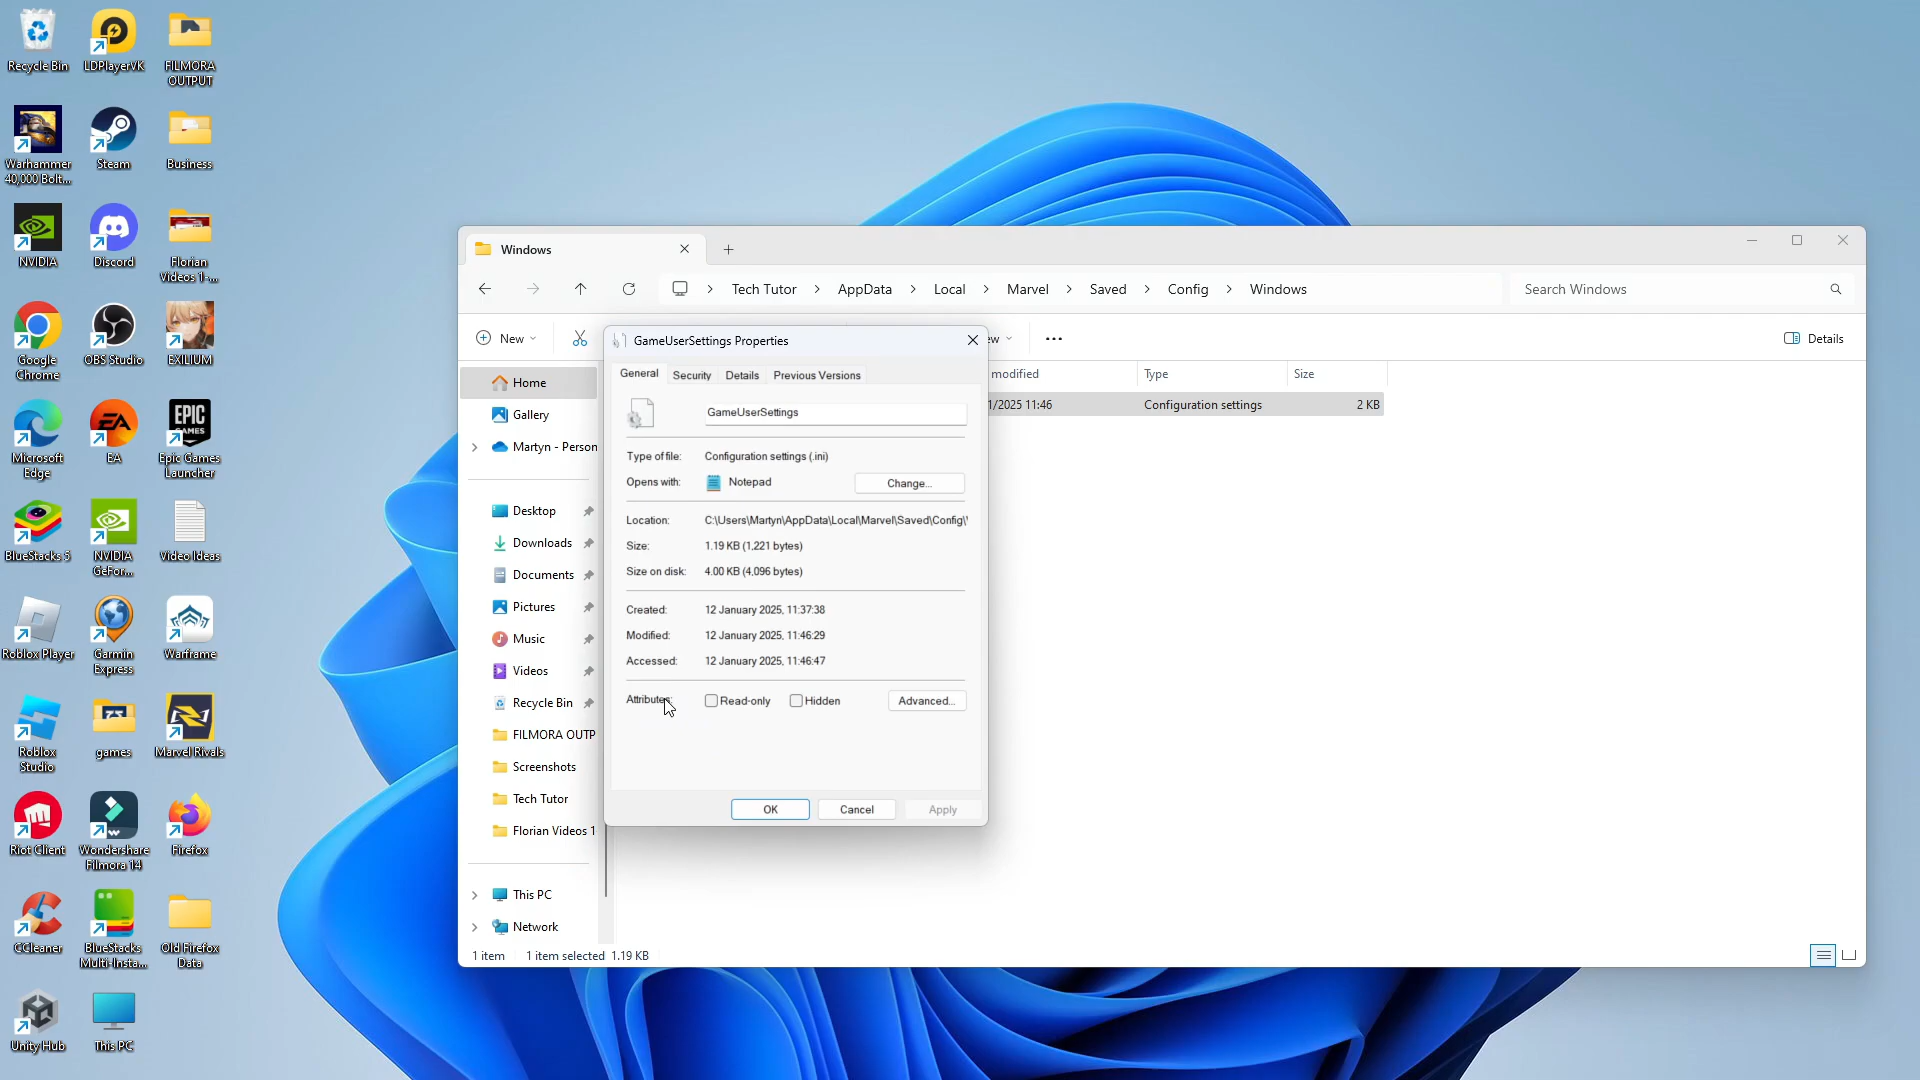 Recycle Bin
LDPlayerVK
FILMORA
OUTPUT
Warhammer
40,000 Bolt...
Steam
Business
NVIDIA
Discord
Florian
Videos 1-...
Google
Chrome
OBS Studio
EXILIUM
Microsoft
Edge
EA
EPIC
GAMES
Epic Games
Launcher
BlueStacks 5
NVIDIA
GeFor...
Video Ideas
Roblox Player
Garmin
Express
Warframe
Roblox
Studio
games
Marvel Rivals
Riot Client
Wondershare
Filmora 14
Firefox
CCleaner
BlueStacks
Multi-Insta...
Old Firefox
Data
Unity Hub
This PC
Windows
Tech Tutor > AppData > Local > Marvel > Saved > Config > Windows
Search Windows
New
ew
Details
Home
Gallery
Martyn - Person
Desktop
Downloads
Documents
Pictures
Music
Videos
Recycle Bin
FILMORA OUTP
Screenshots
Tech Tutor
Florian Videos 1
This PC
Network
modified
Type
Size
1/2025 11:46
Configuration settings
2 KB
GameUserSettings Properties
General
Security
Details
Previous Versions
GameUserSettings
Type of file: Configuration settings (.ini)
Opens with: Notepad
Change...
Location: C:\Users\Martyn\AppData\Local\Marvel\Saved\Config\
Size: 1.19 KB (1,221 bytes)
Size on disk: 4.00 KB (4,096 bytes)
Created: 12 January 2025, 11:37:38
Modified: 12 January 2025, 11:46:29
Accessed: 12 January 2025, 11:46:47
Attributes: Read-only Hidden
Advanced...
OK
Cancel
Apply
1 item
1 item selected 1.19 KB